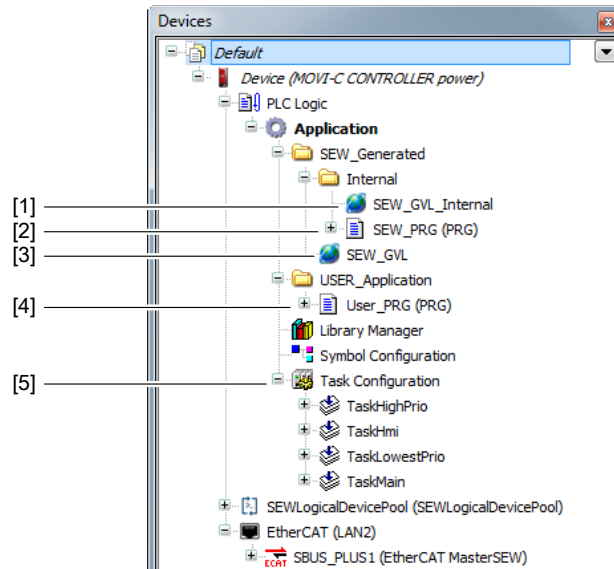 Devices
Default
Device (MOVI-C CONTROLLER power)
PLC Logic
Application
SEW_Generated
Internal
[1] SEW_GVL_Internal
[2] SEW_PRG (PRG)
[3] SEW_GVL
USER_Application
[4] User_PRG (PRG)
Library Manager
Symbol Configuration
[5] Task Configuration
TaskHighPrio
TaskHmi
TaskLowestPrio
TaskMain
SEWLogicalDevicePool (SEWLogicalDevicePool)
EtherCAT (LAN2)
ECAT SBUS_PLUS1 (EtherCAT MasterSEW)